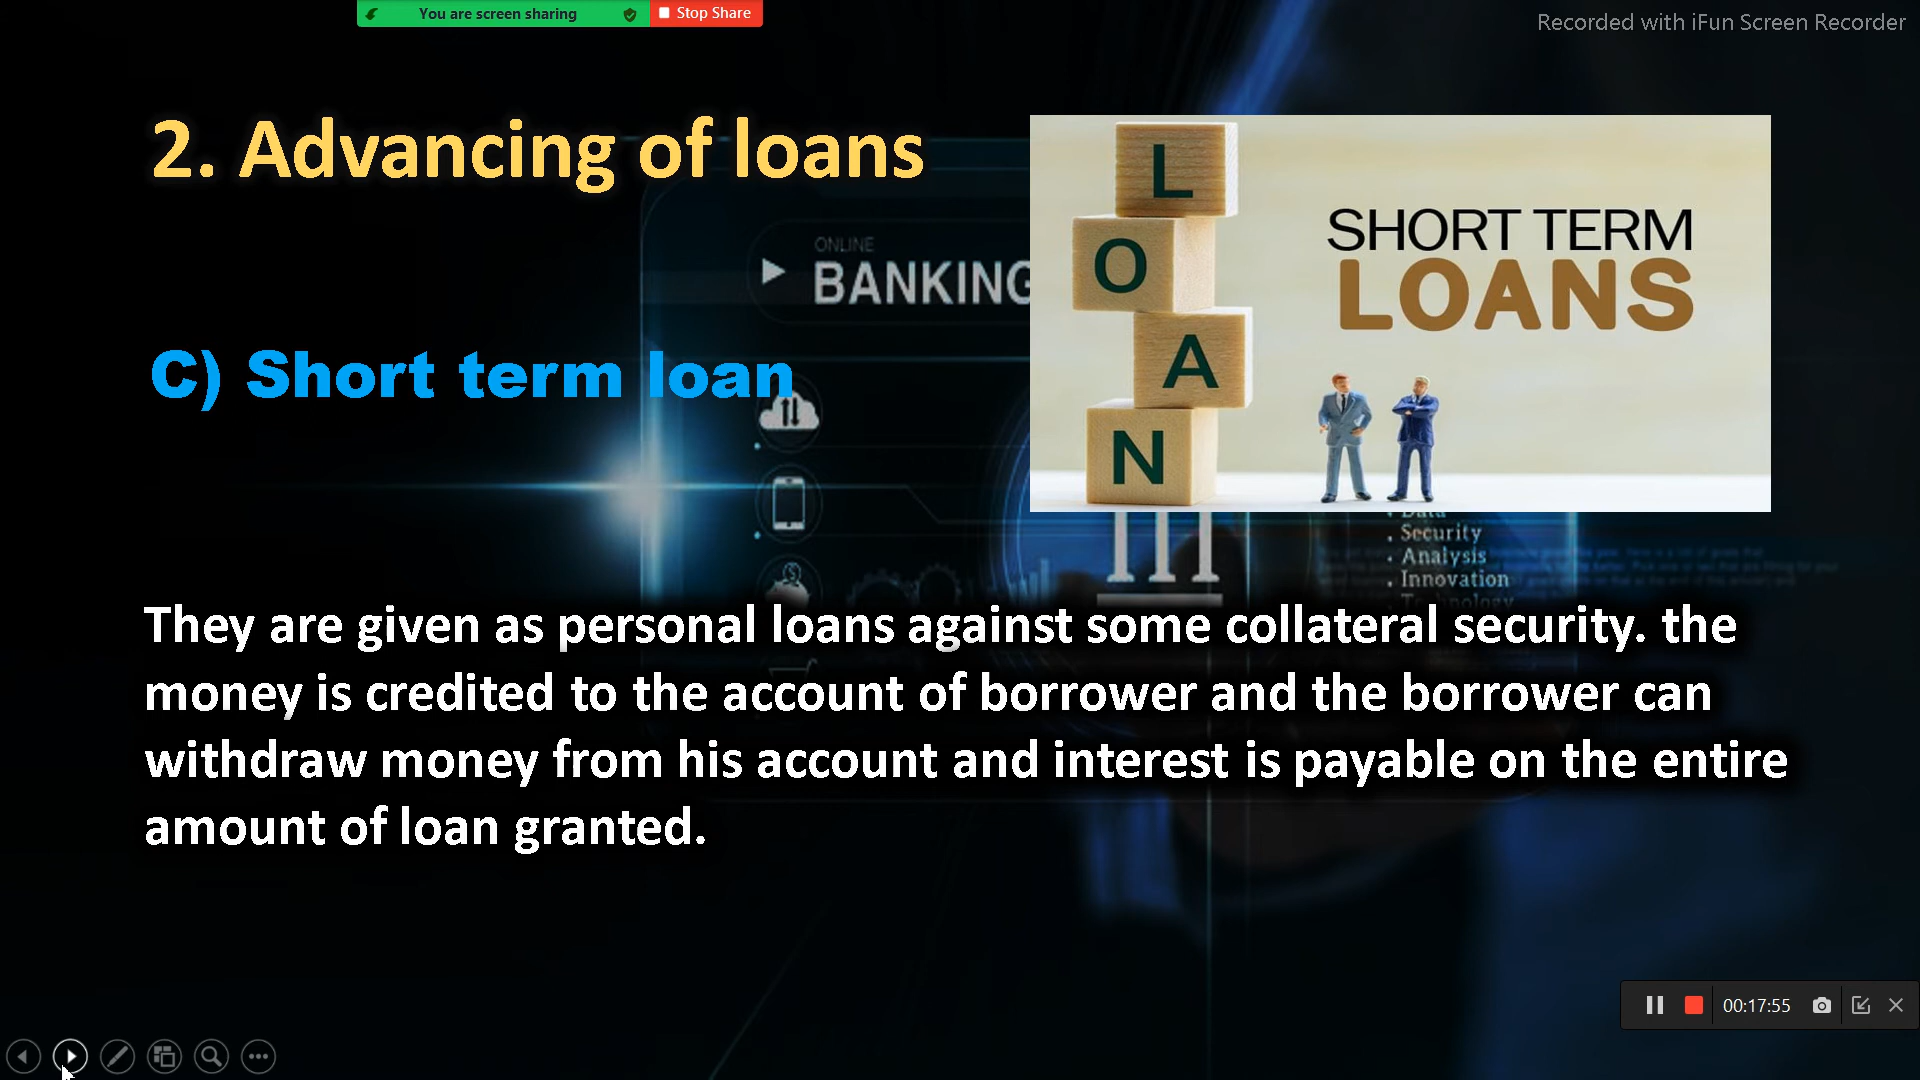 You are screen sharing
Stop Share
Recorded with iFun Screen Recorder
2. Advancing of loans
L
O
A
N
SHORT TERM
LOANS
ONLINE
BANKING
C) Short term loan
Data
Security
Analysis
Innovation
Technology
They are given as personal loans against some collateral security. the
money is credited to the account of borrower and the borrower can
withdraw money from his account and interest is payable on the entire
amount of loan granted.
00:17:55